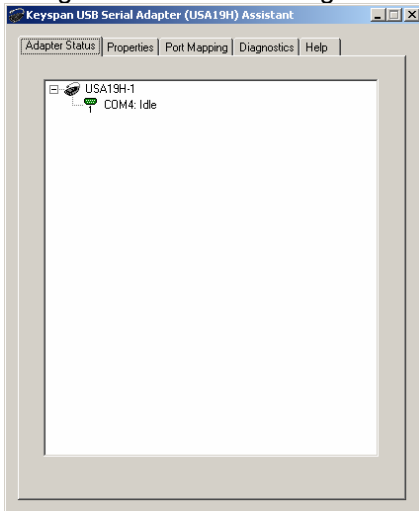 Keyspan USB Serial Adapter (USA19H) Assistant
Adapter Status Properties Port Mapping Diagnostics Help
USA19H-1
COM4: Idle